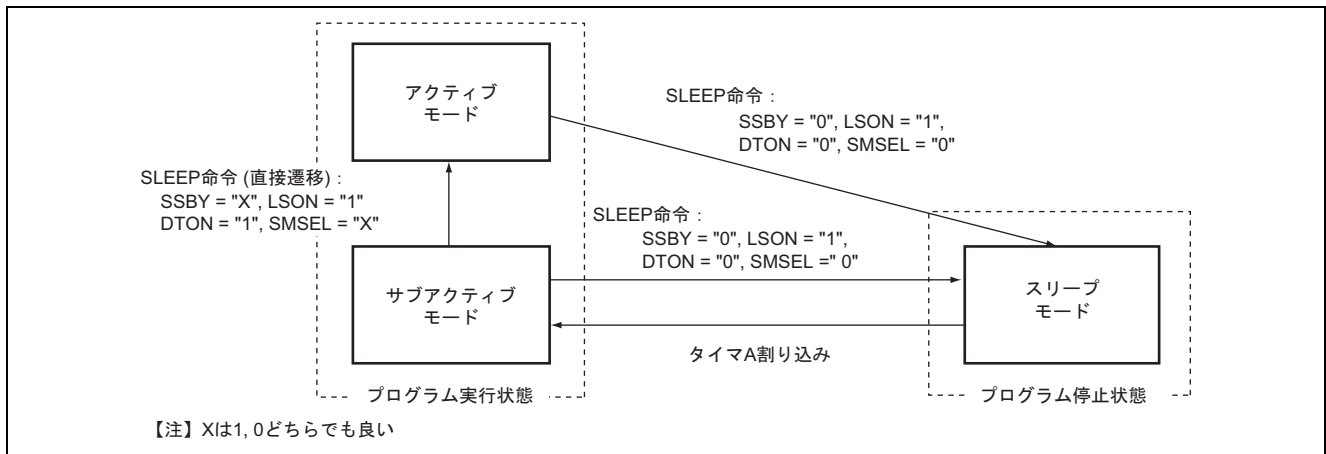 アクティブ
モード
SLEEP命令：
SSBY = "0", LSON = "1",
DTON = "0", SMSEL = "0"
SLEEP命令 (直接遷移)：
SSBY = "X", LSON = "1"
DTON = "1", SMSEL = "X"
SLEEP命令：
SSBY = "0", LSON = "1",
DTON = "0", SMSEL =" 0"
サブアクティブ
モード
スリープ
モード
タイマA割り込み
プログラム実行状態
プログラム停止状態
【注】Xは1, 0どちらでも良い